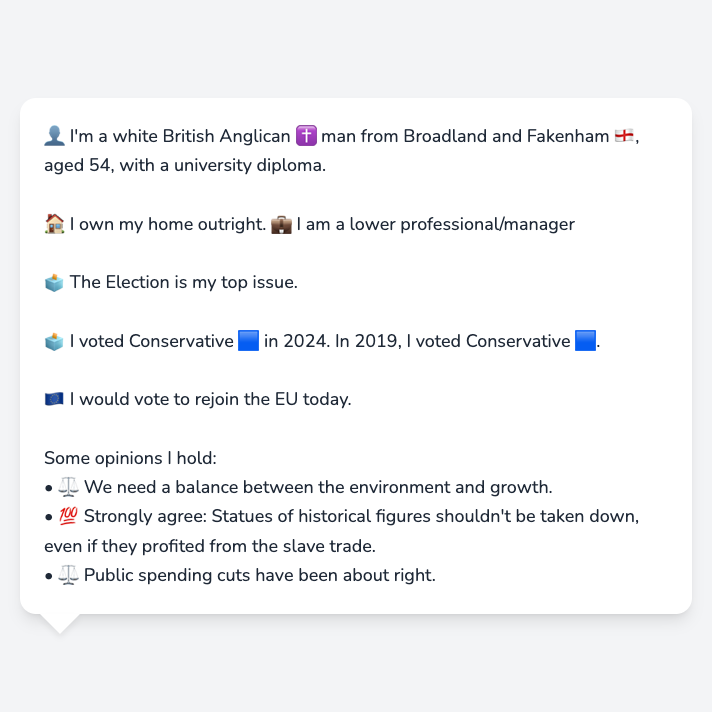 👤 I'm a white British Anglican ✝️ man from Broadland and Fakenham 🏴󠁧󠁢󠁥󠁮󠁧󠁿,
aged 54, with a university diploma.
🏠 I own my home outright. 💼 I am a lower professional/manager
🗳️ The Election is my top issue.
🗳️ I voted Conservative 🟦 in 2024. In 2019, I voted Conservative 🟦.
🇪🇺 I would vote to rejoin the EU today.
Some opinions I hold:
• ⚖️ We need a balance between the environment and growth.
• 💯 Strongly agree: Statues of historical figures shouldn't be taken down,
even if they profited from the slave trade.
• ⚖️ Public spending cuts have been about right.